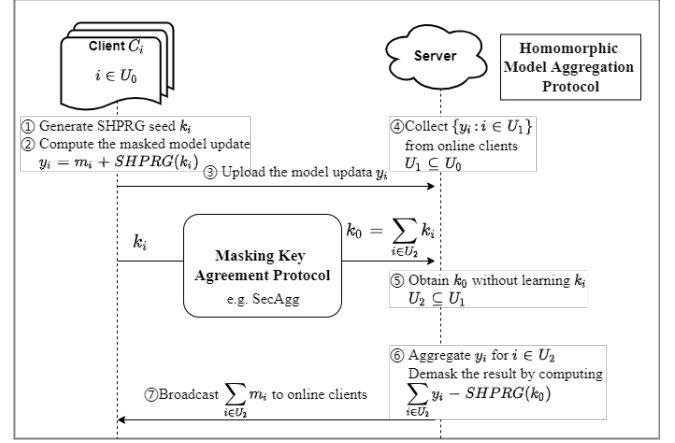 Client $C_i$
$i \in U_0$
Server
Homomorphic
Model Aggregation
Protocol
① Generate SHPRG seed $k_i$
② Compute the masked model update
$y_i = m_i + SHPRG(k_i)$
③ Upload the model updata $y_i$
④Collect $\{y_i : i \in U_1\}$
from online clients
$U_1 \subseteq U_0$
$k_i$
Masking Key
Agreement Protocol
e.g. SecAgg
$k_0 = \sum_{i \in U_2} k_i$
⑤ Obtain $k_0$ without learning $k_i$
$U_2 \subseteq U_1$
⑥ Aggregate $y_i$ for $i \in U_2$
Demask the result by computing
$\sum_{i \in U_2} y_i - SHPRG(k_0)$
⑦Broadcast $\sum_{i \in U_2} m_i$ to online clients